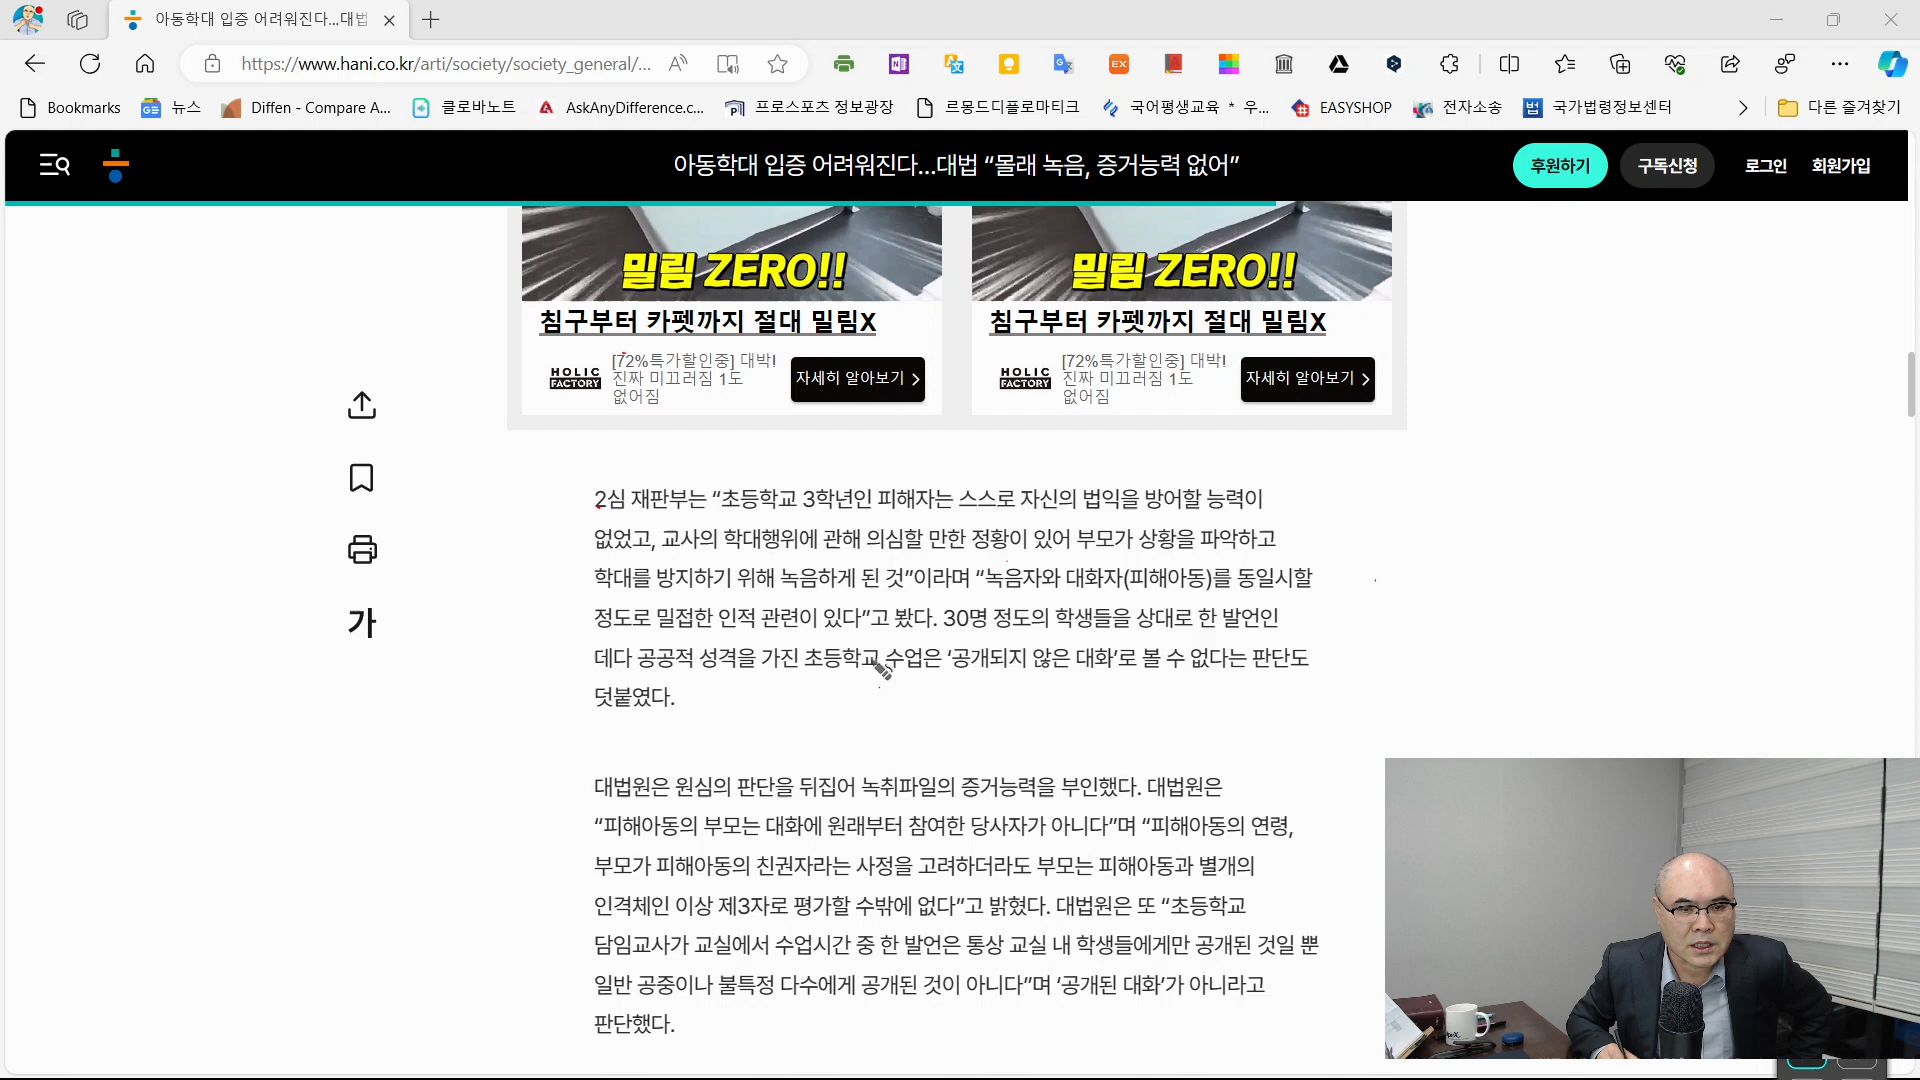 아동학대 입증 어려워진다...대법
https://www.hani.co.kr/arti/society/society_general/...
Bookmarks
뉴스
Diffen - Compare A...
클로바노트
AskAnyDifference.c...
프로스포츠 정보광장
르몽드디플로마티크
국어평생교육 * 우...
EASYSHOP
전자소송
국가법령정보센터
다른 즐겨찾기
아동학대 입증 어려워진다…대법 “몰래 녹음, 증거능력 없어”
후원하기
구독신청
로그인
회원가입
밀림 ZERO!!
침구부터 카펫까지 절대 밀림X
HOLIC
FACTORY
[72%특가할인중] 대박!
진짜 미끄러짐 1도
없어짐
자세히 알아보기
밀림 ZERO!!
침구부터 카펫까지 절대 밀림X
HOLIC
FACTORY
[72%특가할인중] 대박!
진짜 미끄러짐 1도
없어짐
자세히 알아보기
가
2심 재판부는 “초등학교 3학년인 피해자는 스스로 자신의 법익을 방어할 능력이
없었고, 교사의 학대행위에 관해 의심할 만한 정황이 있어 부모가 상황을 파악하고
학대를 방지하기 위해 녹음하게 된 것”이라며 “녹음자와 대화자(피해아동)를 동일시할
정도로 밀접한 인적 관련이 있다”고 봤다. 30명 정도의 학생들을 상대로 한 발언인
데다 공공적 성격을 가진 초등학교 수업은 ‘공개되지 않은 대화’로 볼 수 없다는 판단도
덧붙였다.
대법원은 원심의 판단을 뒤집어 녹취파일의 증거능력을 부인했다. 대법원은
“피해아동의 부모는 대화에 원래부터 참여한 당사자가 아니다”며 “피해아동의 연령,
부모가 피해아동의 친권자라는 사정을 고려하더라도 부모는 피해아동과 별개의
인격체인 이상 제3자로 평가할 수밖에 없다”고 밝혔다. 대법원은 또 “초등학교
담임교사가 교실에서 수업시간 중 한 발언은 통상 교실 내 학생들에게만 공개된 것일 뿐
일반 공중이나 불특정 다수에게 공개된 것이 아니다”며 ‘공개된 대화’가 아니라고
판단했다.